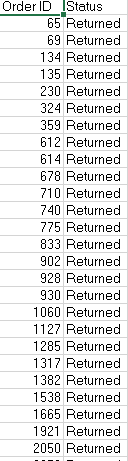 Order ID Status
65 Returned
69 Returned
134 Returned
135 Returned
230 Returned
324 Returned
359 Returned
612 Returned
614 Returned
678 Returned
710 Returned
740 Returned
775 Returned
833 Returned
902 Returned
928 Returned
930 Returned
1060 Returned
1127 Returned
1285 Returned
1317 Returned
1382 Returned
1538 Returned
1665 Returned
1921 Returned
2050 Returned